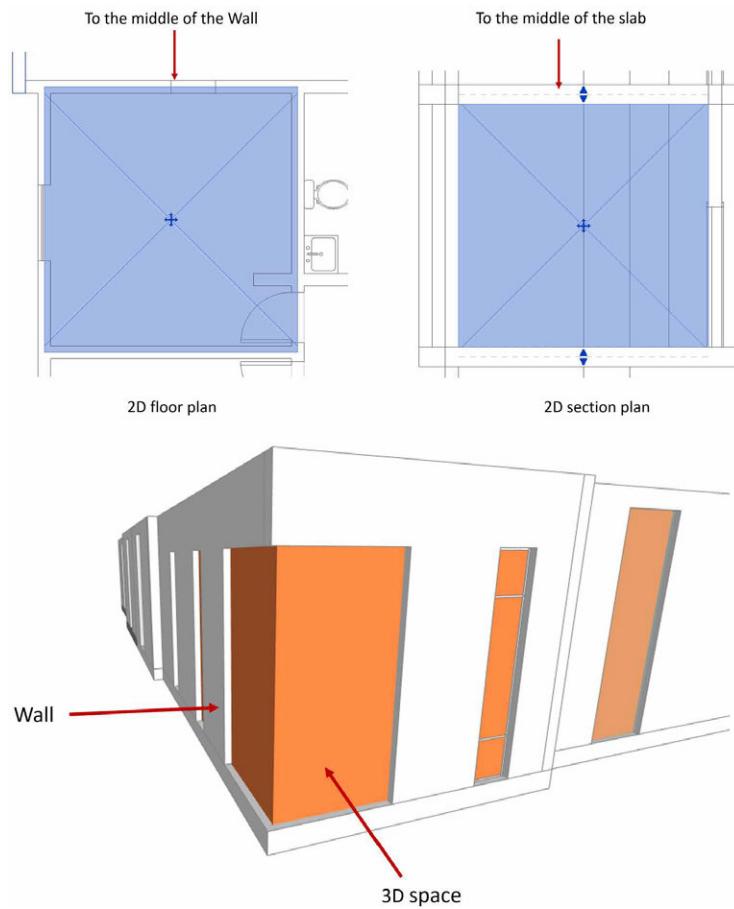 To the middle of the Wall
To the middle of the slab
2D floor plan
2D section plan
Wall
3D space